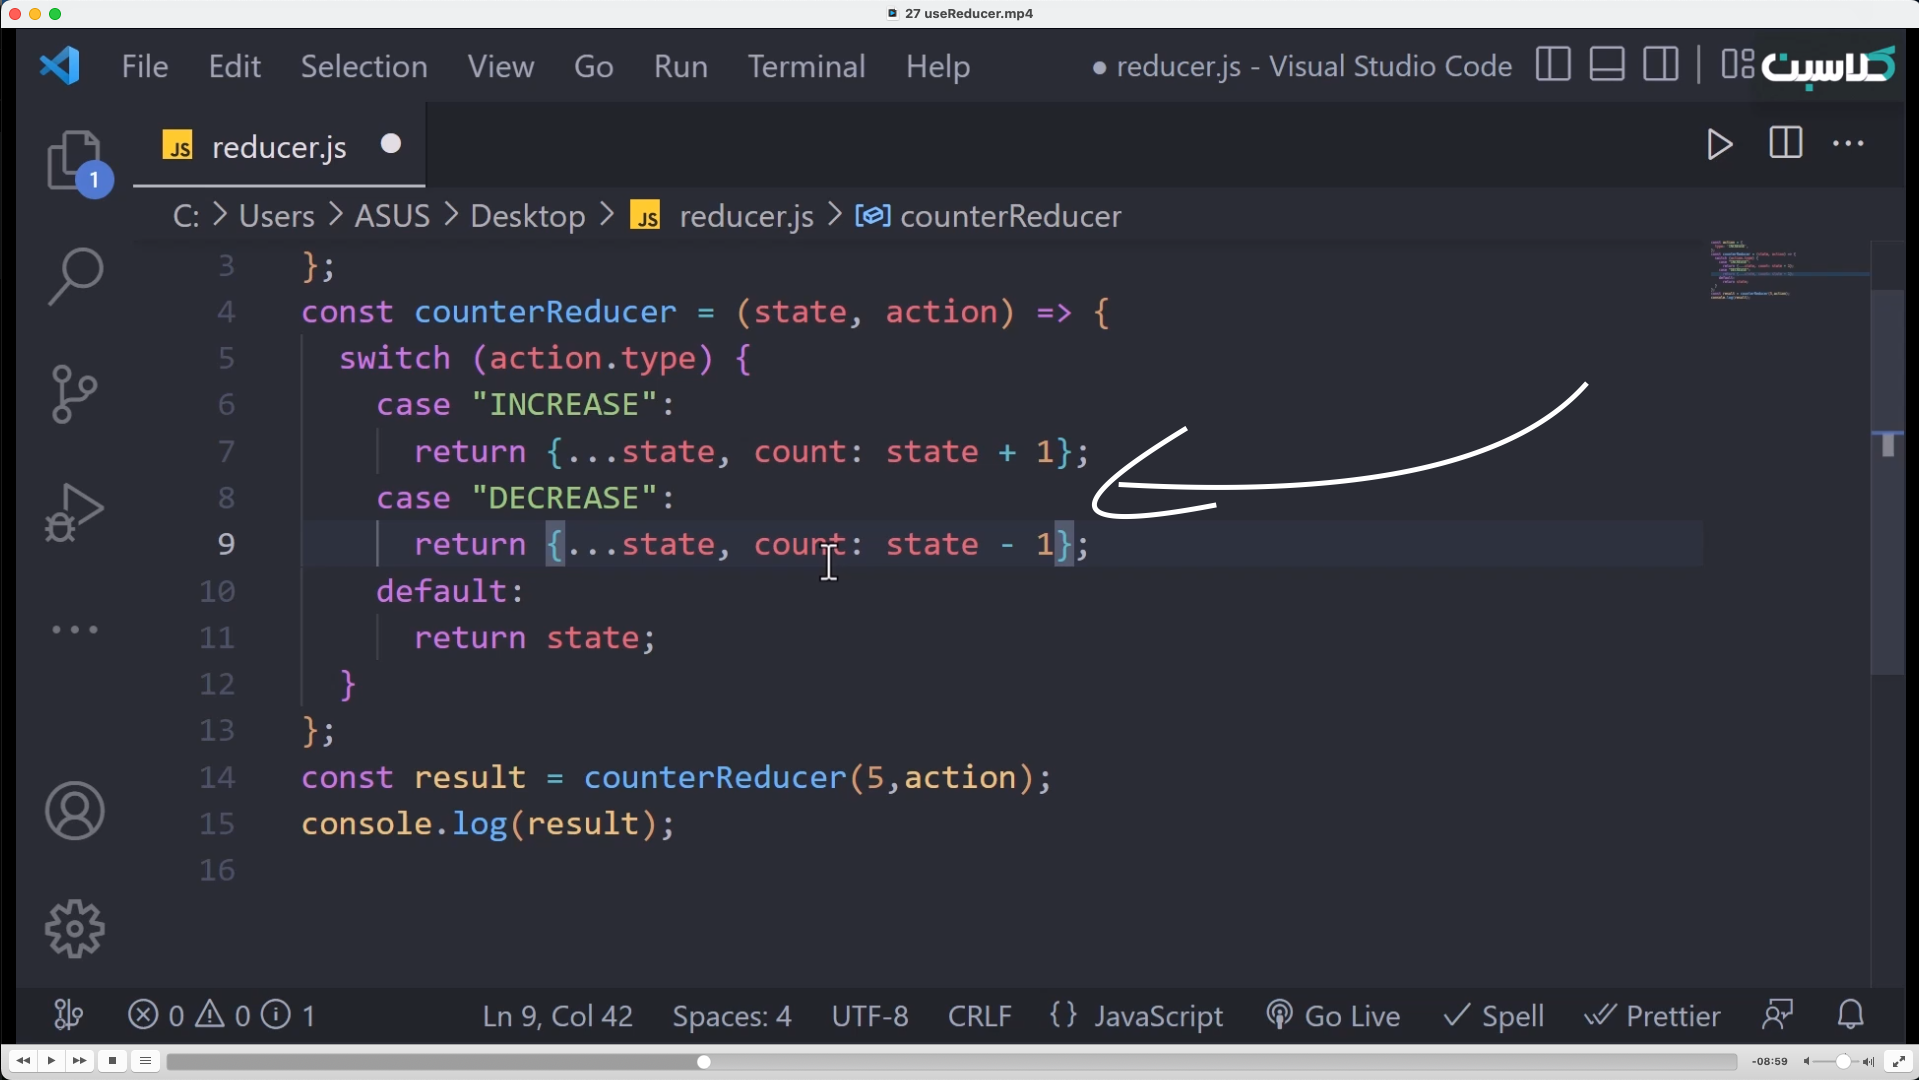 27 useReducer.mp4
File Edit Selection View Go Run Terminal Help
● reducer.js - Visual Studio Code
کلاسیت
JS reducer.js
1
C: > Users > ASUS > Desktop > JS reducer.js > counterReducer
3 };
4 const counterReducer = (state, action) => {
5 switch (action.type) {
6 case "INCREASE":
7 return {...state, count: state + 1};
8 case "DECREASE":
9 return {...state, count: state - 1};
10 default:
11 return state;
12 }
13 };
14 const result = counterReducer(5,action);
15 console.log(result);
16
0 0 1 Ln 9, Col 42 Spaces: 4 UTF-8 CRLF {} JavaScript Go Live Spell Prettier
-08:59